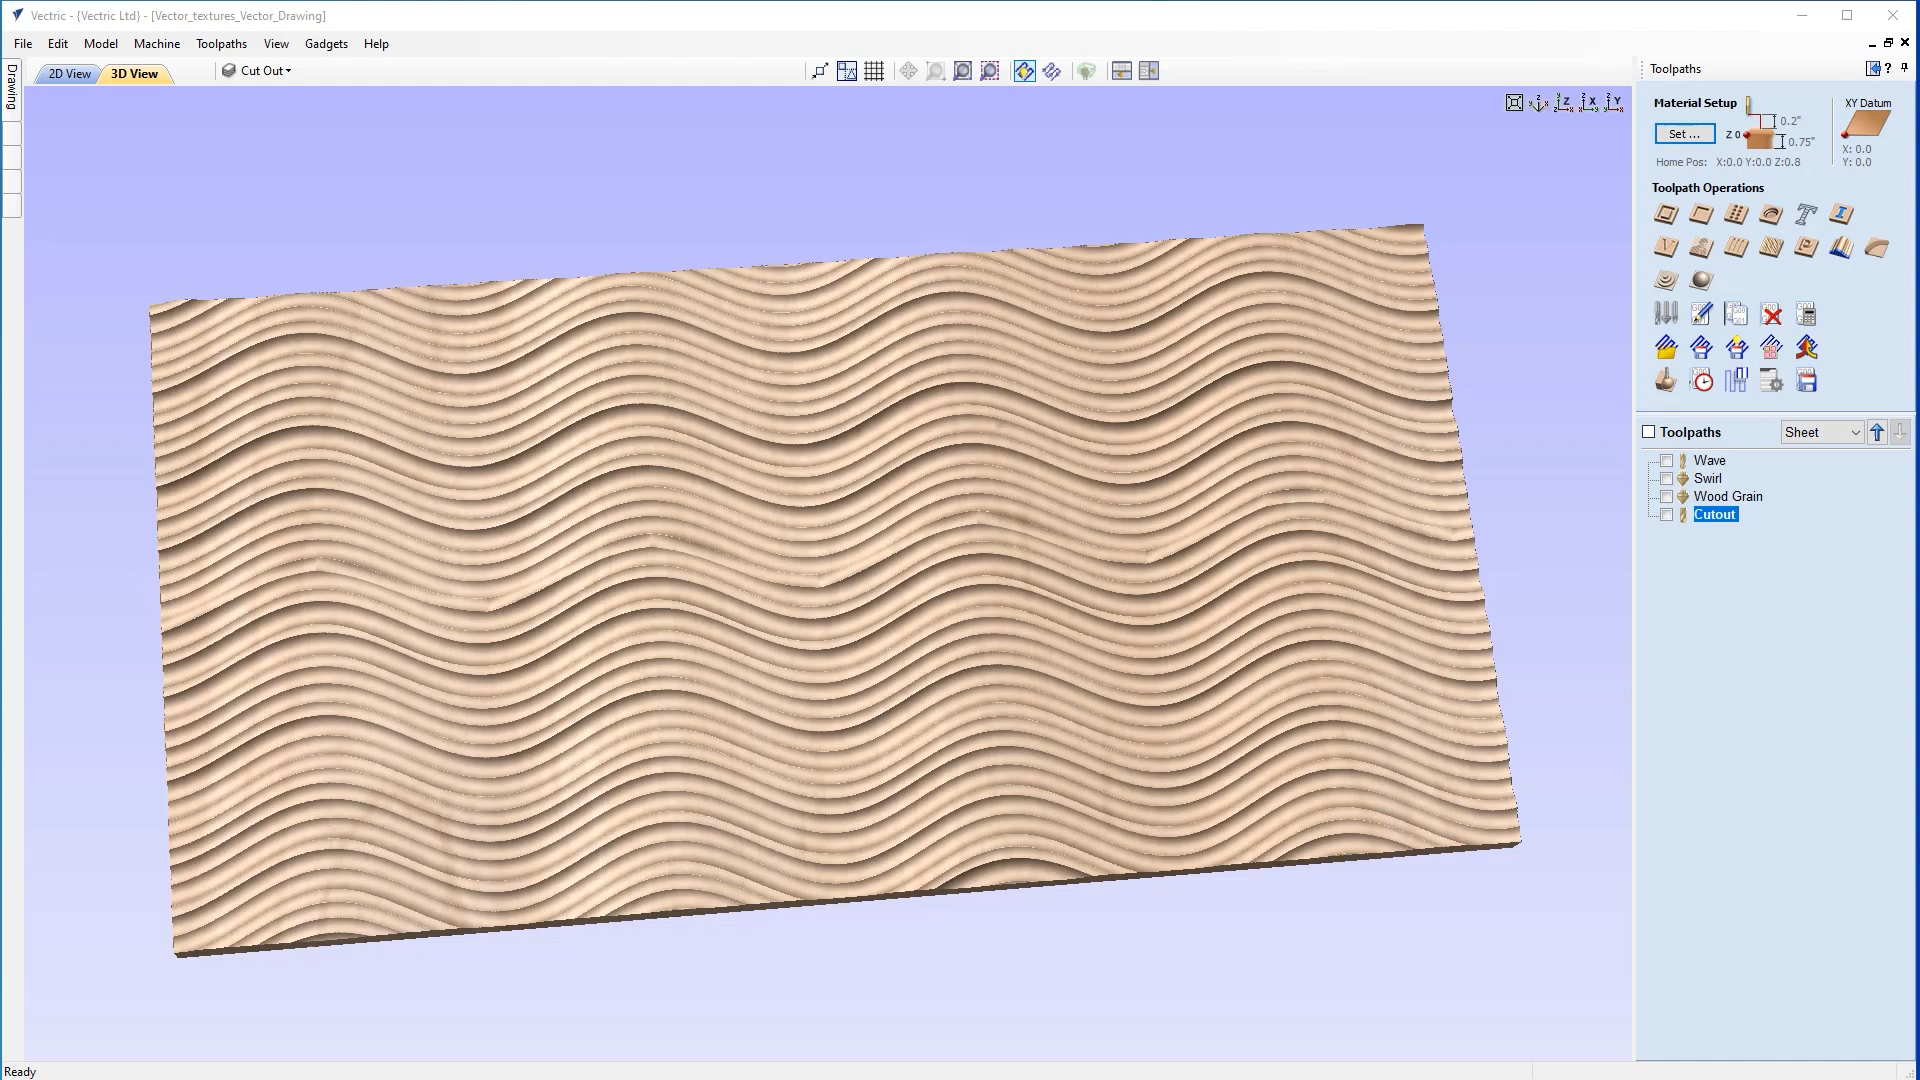 Vectric - {Vectric Ltd} - [Vector_textures_Vector_Drawing]
File Edit Model Machine Toolpaths View Gadgets Help
Drawing
2D View 3D View Cut Out
Toolpaths
Material Setup
XY Datum
Set ...
Z 0
0.2"
0.75"
X: 0.0
Y: 0.0
Home Pos: X:0.0 Y:0.0 Z:0.8
Toolpath Operations
Toolpaths
Sheet
Wave
Swirl
Wood Grain
Cutout
Ready